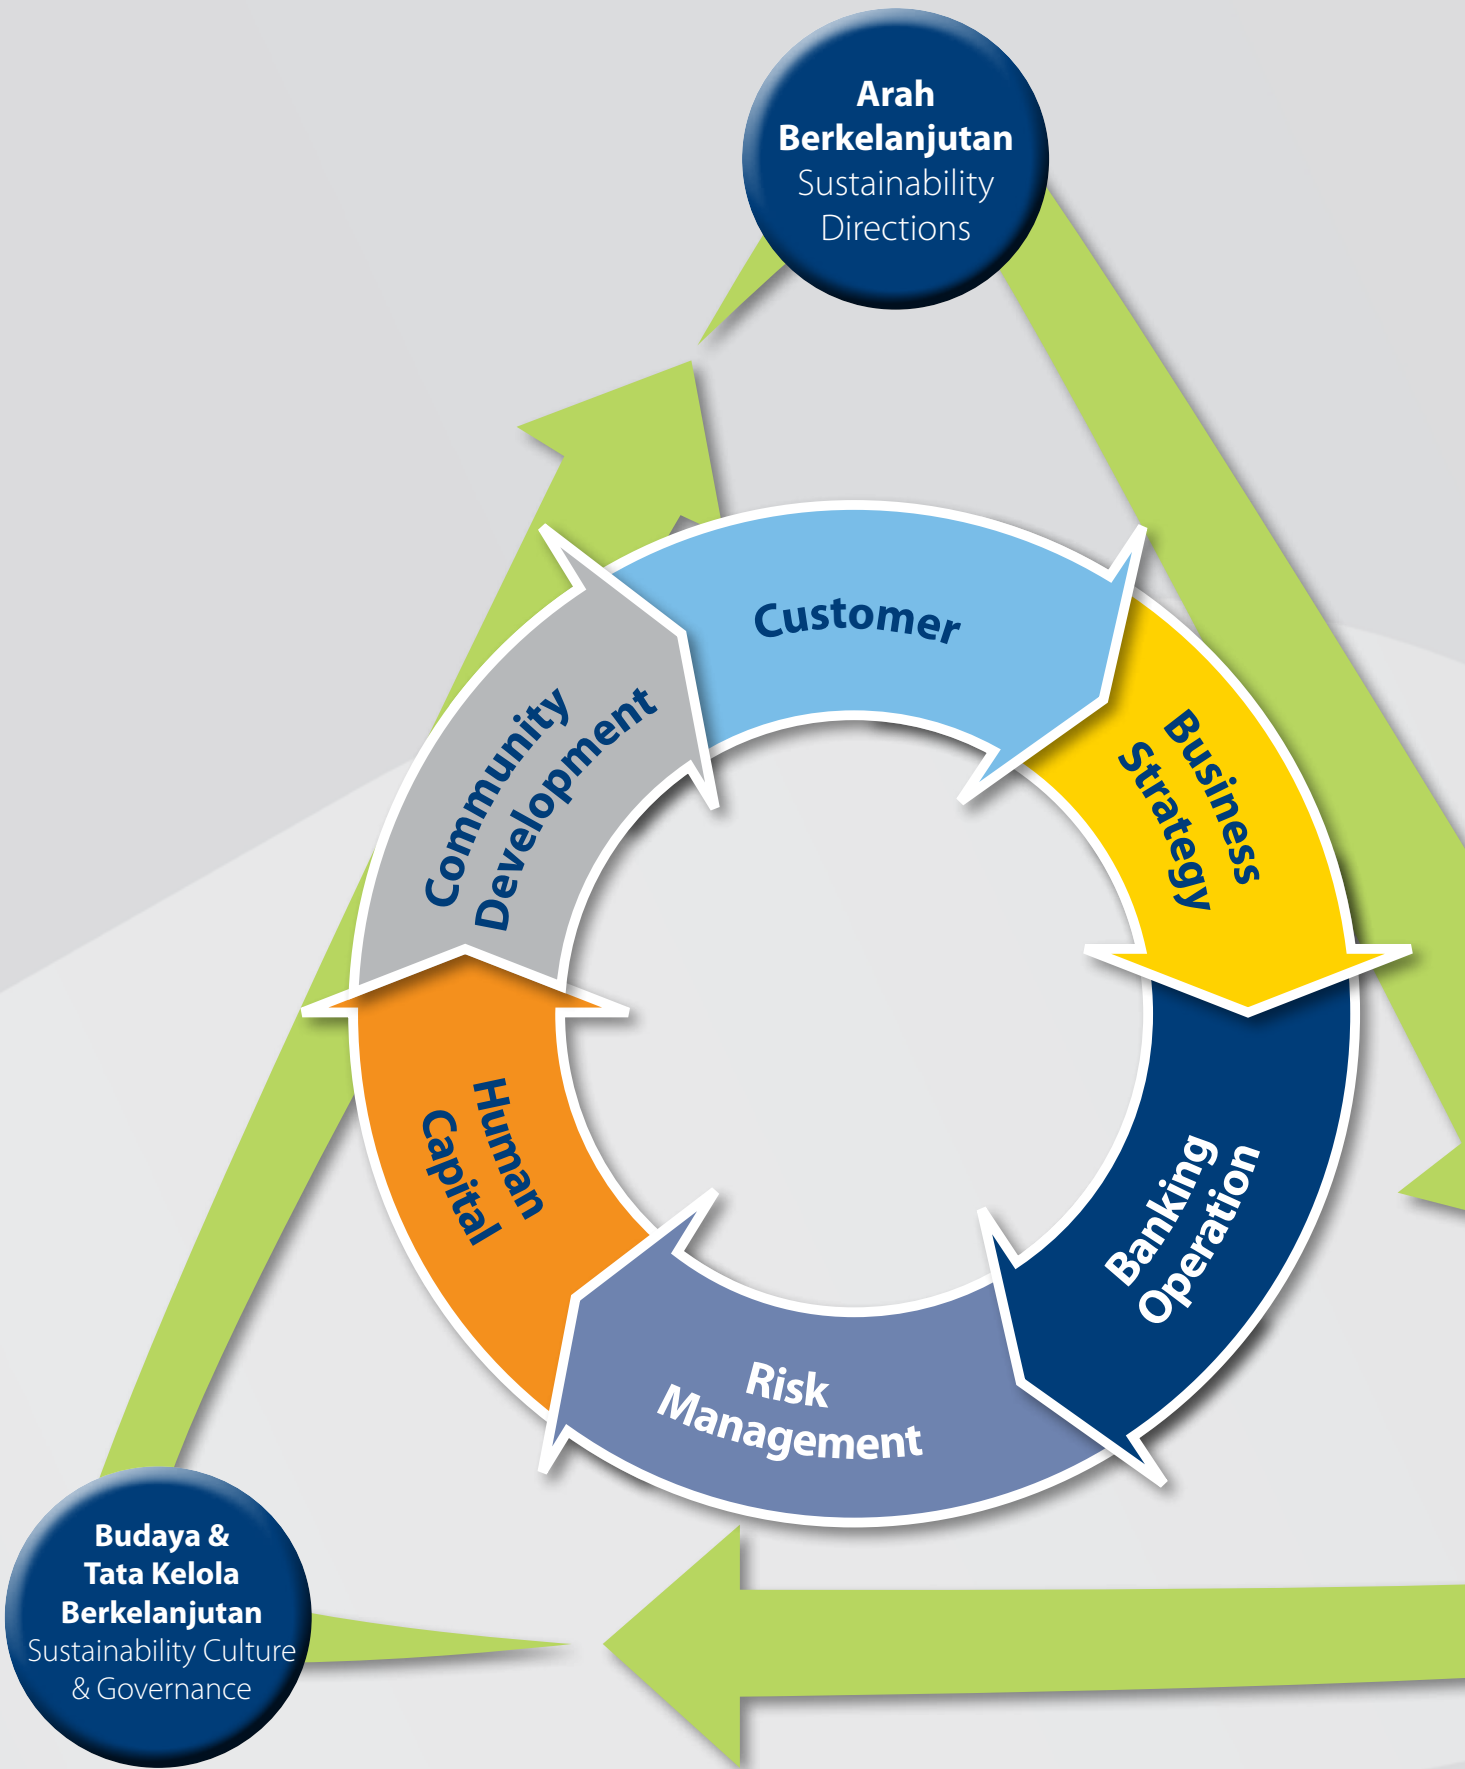 Arah
Berkelanjutan
Sustainability
Directions
Customer
Business
Strategy
Banking
Operation
Risk
Management
Human
Capital
Community
Development
Budaya &
Tata Kelola
Berkelanjutan
Sustainability Culture
& Governance